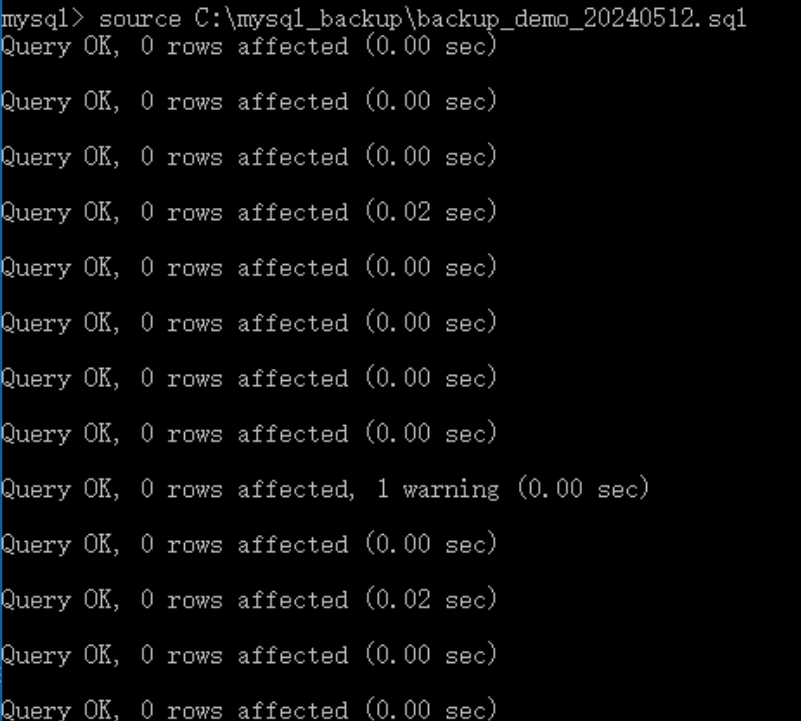 mysql> source C:\mysql_backup\backup_demo_20240512.sql
Query OK, 0 rows affected (0.00 sec)
Query OK, 0 rows affected (0.00 sec)
Query OK, 0 rows affected (0.00 sec)
Query OK, 0 rows affected (0.02 sec)
Query OK, 0 rows affected (0.00 sec)
Query OK, 0 rows affected (0.00 sec)
Query OK, 0 rows affected (0.00 sec)
Query OK, 0 rows affected (0.00 sec)
Query OK, 0 rows affected, 1 warning (0.00 sec)
Query OK, 0 rows affected (0.00 sec)
Query OK, 0 rows affected (0.02 sec)
Query OK, 0 rows affected (0.00 sec)
Query OK, 0 rows affected (0.00 sec)